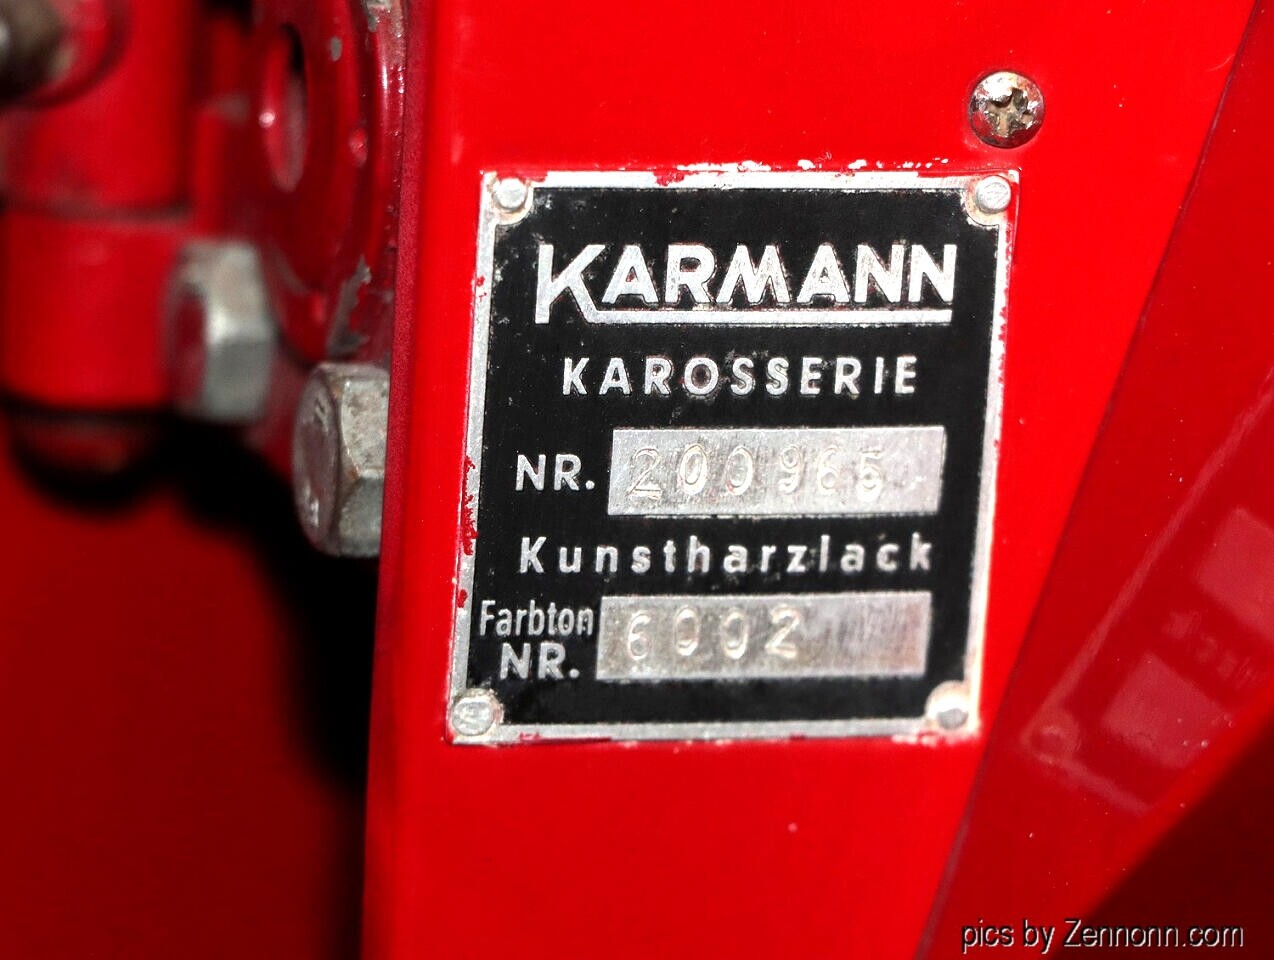 KARMANN
KAROSSERIE
NR. 200965
Kunstharzlack
Farbton
NR. 6002
pics by Zennonn.com